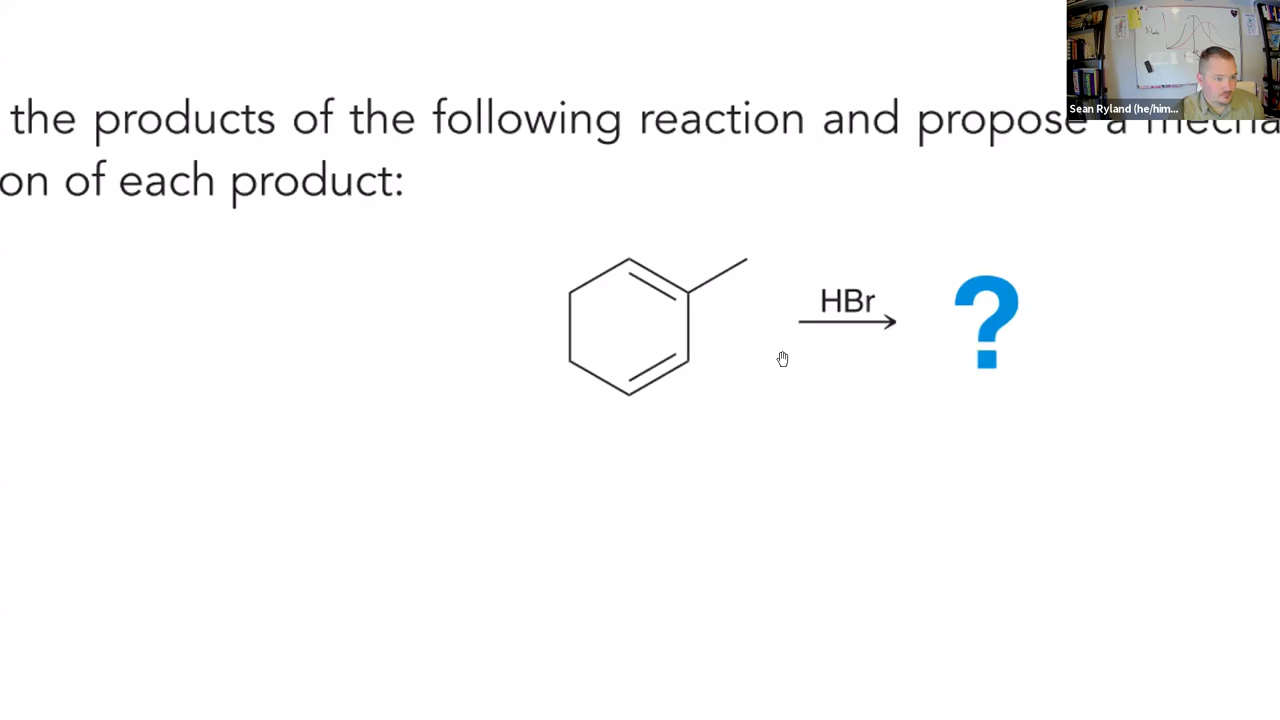 Sean Ryland (he/him...
the products of the following reaction and propose a
on of each product:
HBr
?